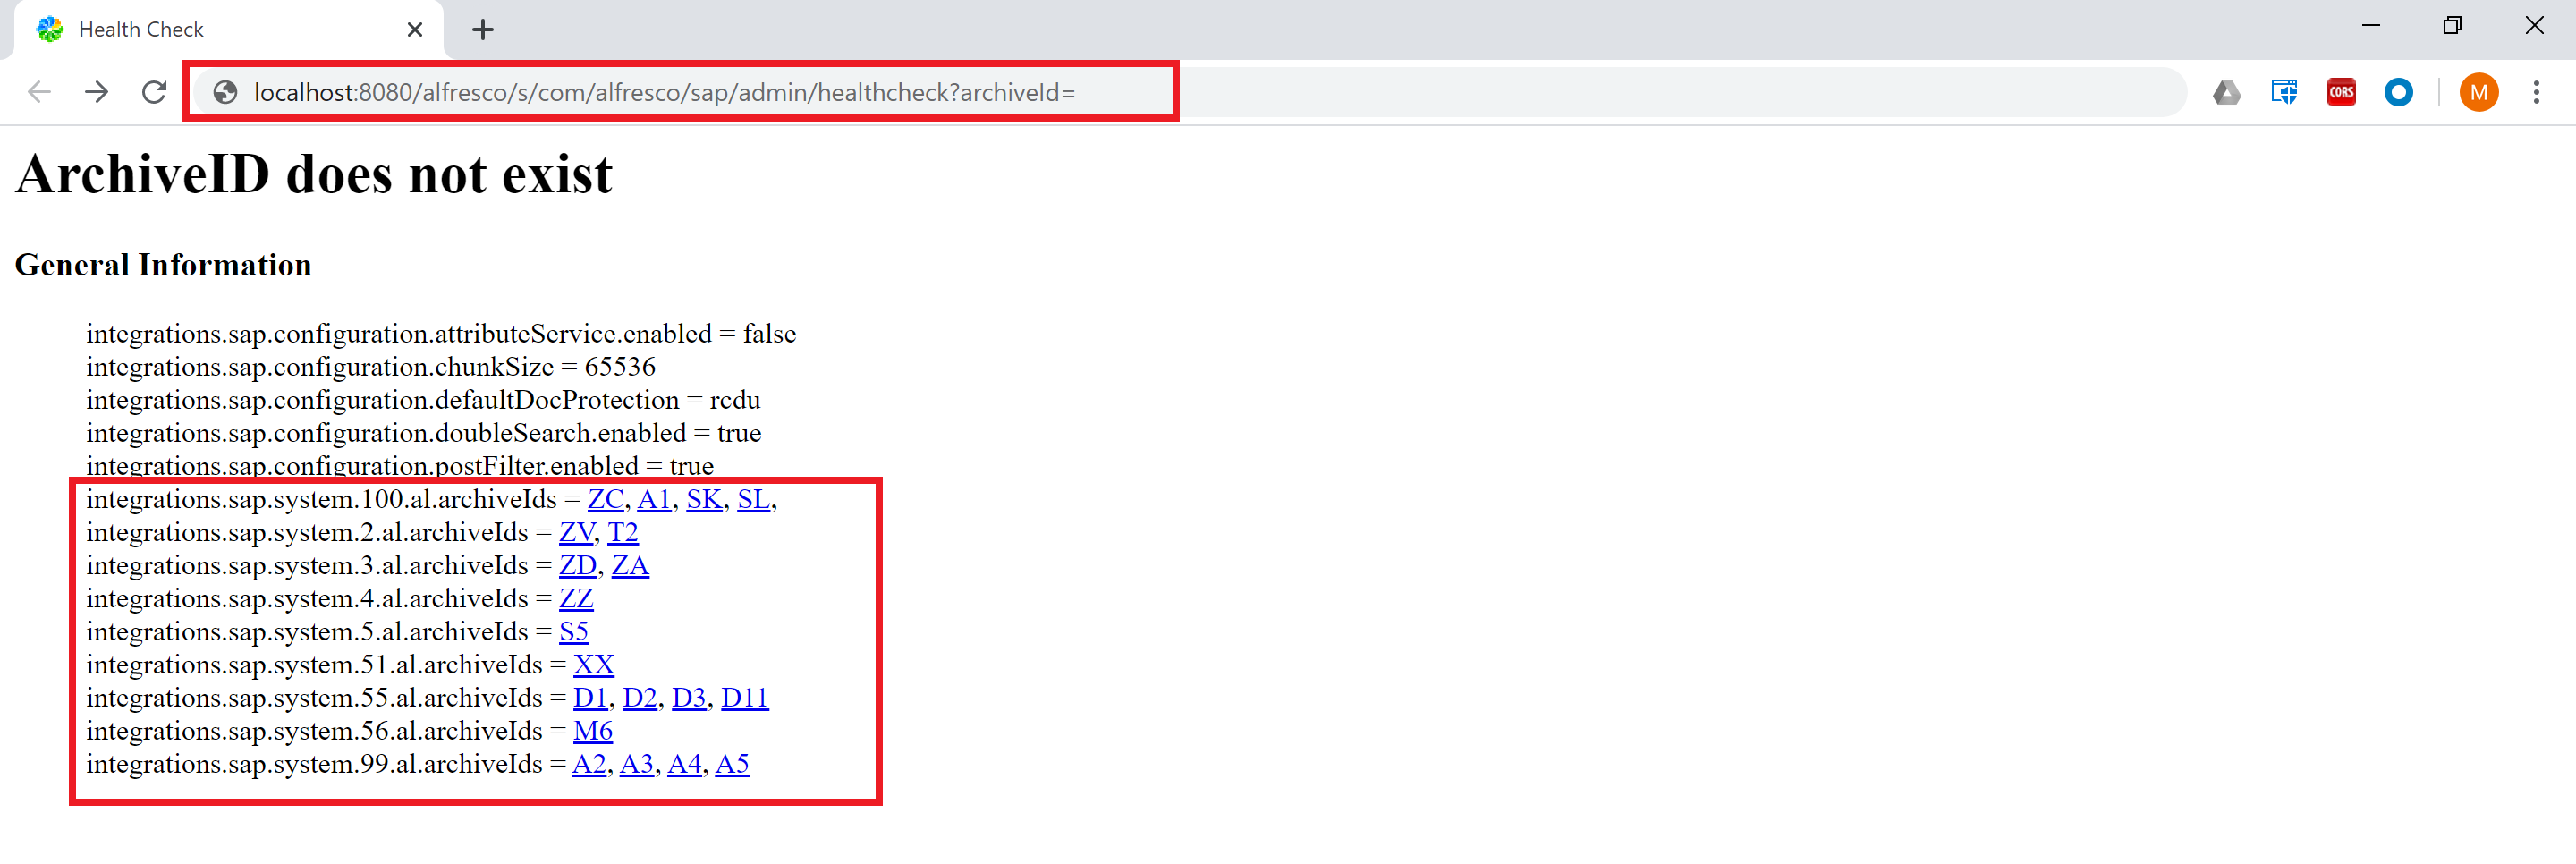 Health Check
localhost:8080/alfresco/s/com/alfresco/sap/admin/healthcheck?archiveId=
CORS
M
ArchiveID does not exist
General Information
integrations.sap.configuration.attributeService.enabled = false
integrations.sap.configuration.chunkSize = 65536
integrations.sap.configuration.defaultDocProtection = rcdu
integrations.sap.configuration.doubleSearch.enabled = true
integrations.sap.configuration.postFilter.enabled = true
integrations.sap.system.100.al.archiveIds = ZC, A1, SK, SL,
integrations.sap.system.2.al.archiveIds = ZV, T2
integrations.sap.system.3.al.archiveIds = ZD, ZA
integrations.sap.system.4.al.archiveIds = ZZ
integrations.sap.system.5.al.archiveIds = S5
integrations.sap.system.51.al.archiveIds = XX
integrations.sap.system.55.al.archiveIds = D1, D2, D3, D11
integrations.sap.system.56.al.archiveIds = M6
integrations.sap.system.99.al.archiveIds = A2, A3, A4, A5